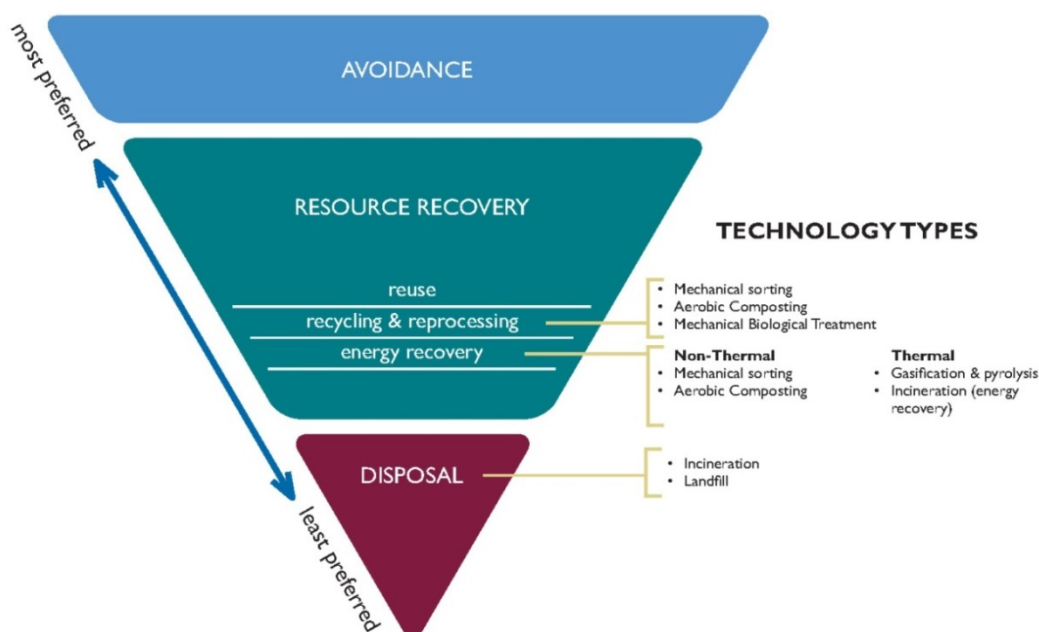 most preferred
AVOIDANCE
RESOURCE RECOVERY
TECHNOLOGY TYPES
reuse
recycling & reprocessing
• Mechanical sorting
• Aerobic Composting
• Mechanical Biological Treatment
energy recovery
Non-Thermal
• Mechanical sorting
• Aerobic Composting
Thermal
• Gasification & pyrolysis
• Incineration (energy
recovery)
DISPOSAL
• Incineration
• Landfill
least preferred